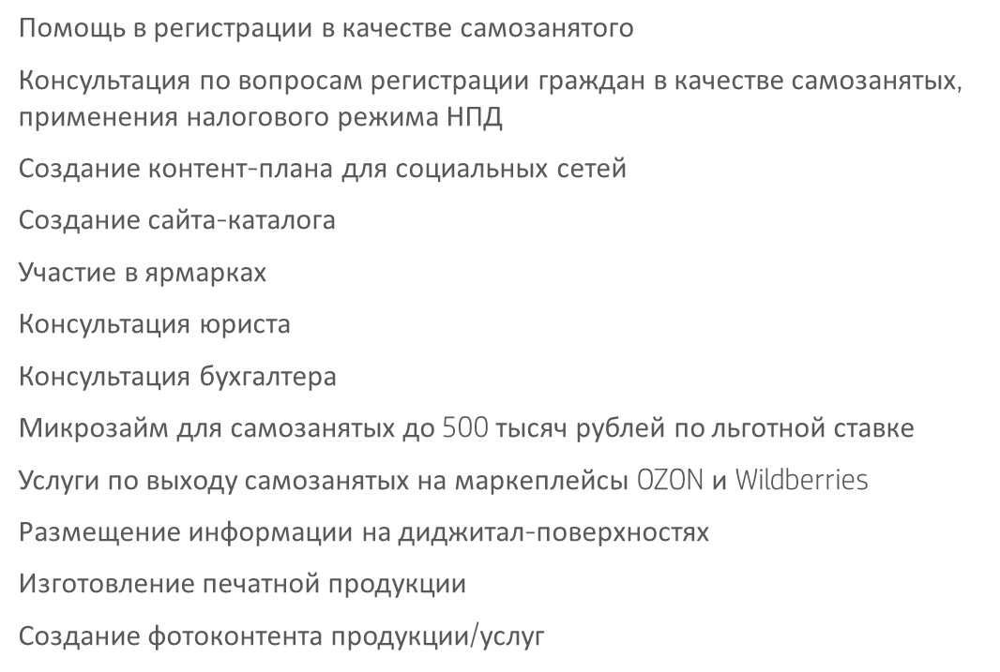 Помощь в регистрации в качестве самозанятого
Консультация по вопросам регистрации граждан в качестве самозанятых,
применения налогового режима НПД
Создание контент-плана для социальных сетей
Создание сайта-каталога
Участие в ярмарках
Консультация юриста
Консультация бухгалтера
Микрозайм для самозанятых до 500 тысяч рублей по льготной ставке
Услуги по выходу самозанятых на маркеплейсы OZON и Wildberries
Размещение информации на диджитал-поверхностях
Изготовление печатной продукции
Создание фотоконтента продукции/услуг